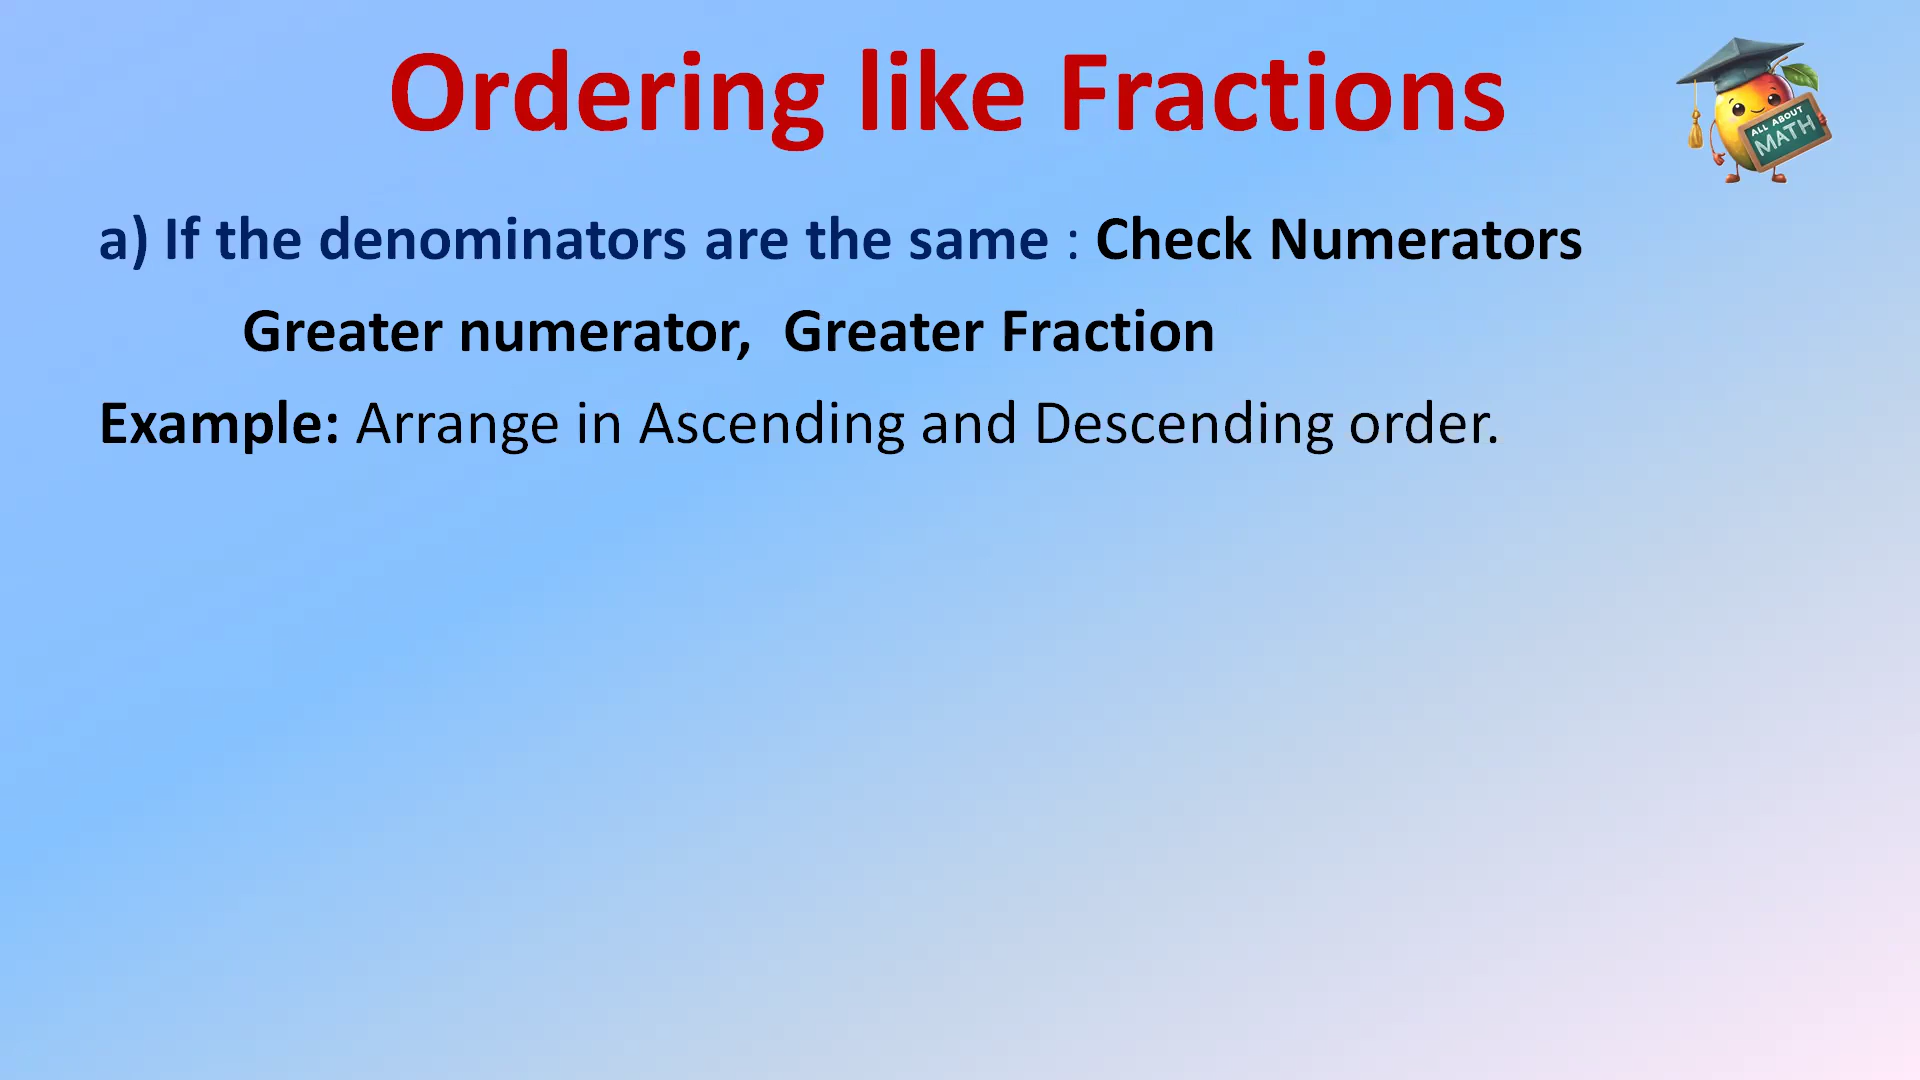 Ordering like Fractions
ALL ABOUT
MATH
a) If the denominators are the same : Check Numerators
Greater numerator, Greater Fraction
Example: Arrange in Ascending and Descending order.